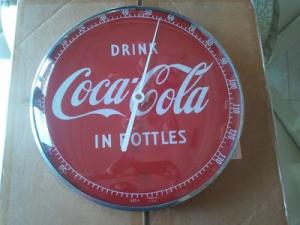 DRINK
Coca-Cola
IN BOTTLES